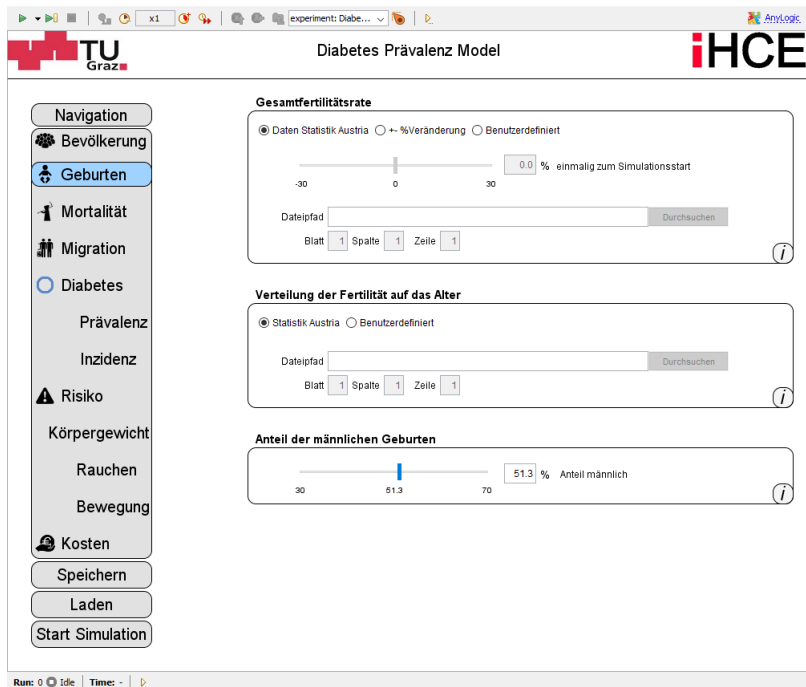 x1 experiment: Diabe... AnyLogic
TU Graz
Diabetes Prävalenz Model
iHCE
Navigation
Bevölkerung
Geburten
Mortalität
Migration
Diabetes
Prävalenz
Inzidenz
Risiko
Körpergewicht
Rauchen
Bewegung
Kosten
Speichern
Laden
Start Simulation
Gesamtfertilitätsrate
Daten Statistik Austria +- %Veränderung Benutzerdefiniert
0.0 % einmalig zum Simulationsstart
-30 0 30
Dateipfad Durchsuchen
Blatt 1 Spalte 1 Zeile 1
i
Verteilung der Fertilität auf das Alter
Statistik Austria Benutzerdefiniert
Dateipfad Durchsuchen
Blatt 1 Spalte 1 Zeile 1
i
Anteil der männlichen Geburten
51.3 % Anteil männlich
30 51.3 70
i
Run: 0 Idle Time: -